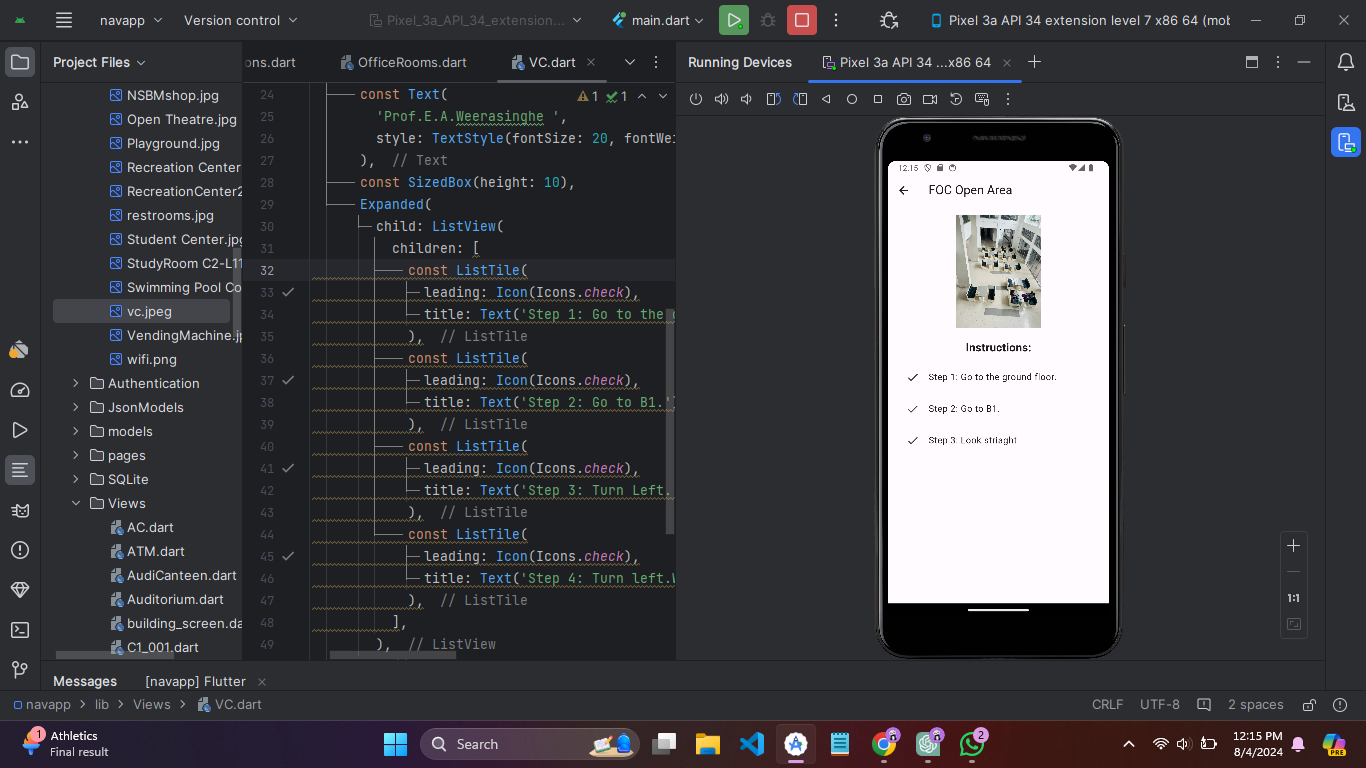 navapp
Version control
Pixel_3a_API_34_extension...
main.dart
Pixel 3a API 34 extension level 7 x86 64 (mob
Project Files
ons.dart
OfficeRooms.dart
VC.dart
Running Devices
Pixel 3a API 34 ...x86 64
NSBMshop.jpg
Open Theatre.jpg
Playground.jpg
Recreation Center
RecreationCenter2
restrooms.jpg
Student Center.jpg
StudyRoom C2-L11
Swimming Pool Co
vc.jpeg
VendingMachine.jp
wifi.png
Authentication
JsonModels
models
pages
SQLite
Views
AC.dart
ATM.dart
AudiCanteen.dart
Auditorium.dart
building_screen.da
C1_001.dart
1
1
24 const Text(
25 'Prof.E.A.Weerasinghe ',
26 style: TextStyle(fontSize: 20, fontWei
27 ), // Text
28 const SizedBox(height: 10),
29 Expanded(
30 child: ListView(
31 children: [
32 const ListTile(
33 leading: Icon(Icons.check),
34 title: Text('Step 1: Go to the
35 ), // ListTile
36 const ListTile(
37 leading: Icon(Icons.check),
38 title: Text('Step 2: Go to B1.'
39 ), // ListTile
40 const ListTile(
41 leading: Icon(Icons.check),
42 title: Text('Step 3: Turn Left.
43 ), // ListTile
44 const ListTile(
45 leading: Icon(Icons.check),
46 title: Text('Step 4: Turn left.W
47 ), // ListTile
48 ],
49 ), // ListView
12:15
FOC Open Area
Instructions:
Step 1: Go to the ground floor.
Step 2: Go to B1.
Step 3: Look striaght
1:1
Messages
[navapp] Flutter
navapp > lib > Views > VC.dart
CRLF
UTF-8
2 spaces
1
Athletics
Final result
Search
2
12:15 PM
8/4/2024
PRE